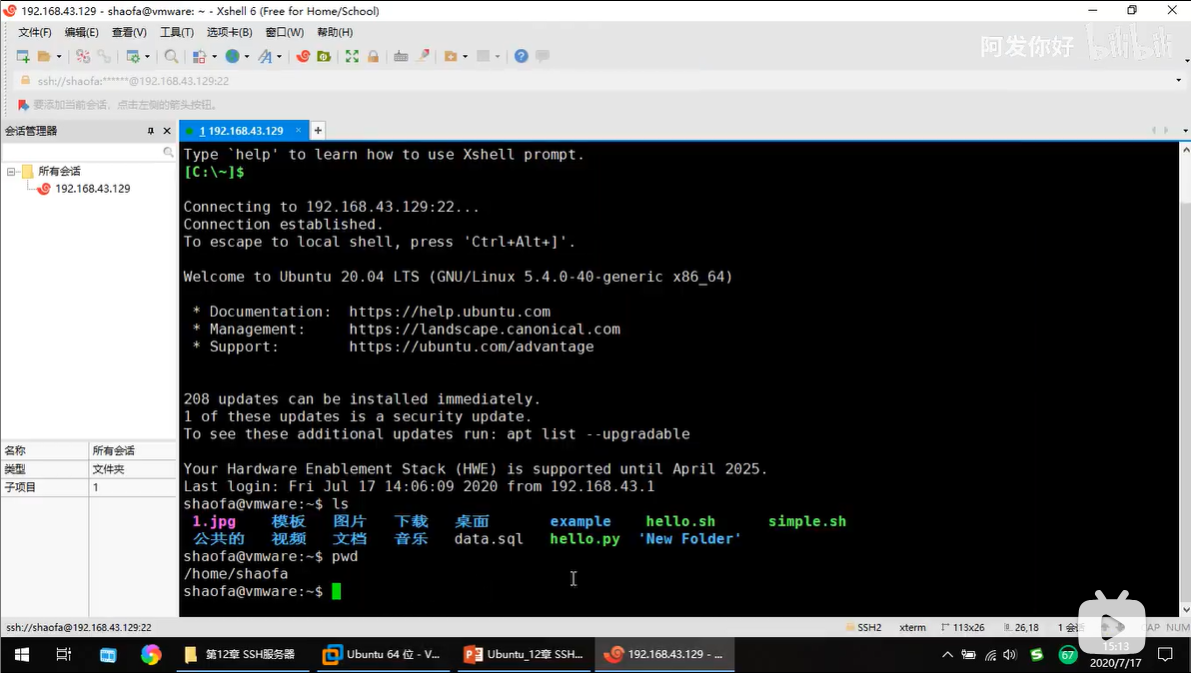 192.168.43.129 - shaofa@vmware: ~ - Xshell 6 (Free for Home/School)
文件(F) 编辑(E) 查看(V) 工具(T) 选项卡(B) 窗口(W) 帮助(H)
阿发你好 bilibili
ssh://shaofa:******@192.168.43.129:22
要添加当前会话，点击左侧的箭头按钮。
会话管理器
1 192.168.43.129
所有会话
192.168.43.129
名称 所有会话
类型 文件夹
子项目 1
Type `help' to learn how to use Xshell prompt.
[C:\~]$
Connecting to 192.168.43.129:22...
Connection established.
To escape to local shell, press 'Ctrl+Alt+]'.
Welcome to Ubuntu 20.04 LTS (GNU/Linux 5.4.0-40-generic x86_64)
* Documentation: https://help.ubuntu.com
* Management: https://landscape.canonical.com
* Support: https://ubuntu.com/advantage
208 updates can be installed immediately.
1 of these updates is a security update.
To see these additional updates run: apt list --upgradable
Your Hardware Enablement Stack (HWE) is supported until April 2025.
Last login: Fri Jul 17 14:06:09 2020 from 192.168.43.1
shaofa@vmware:~$ ls
1.jpg 模板 图片 下载 桌面 example hello.sh simple.sh
公共的 视频 文档 音乐 data.sql hello.py 'New Folder'
shaofa@vmware:~$ pwd
/home/shaofa
shaofa@vmware:~$
ssh://shaofa@192.168.43.129:22 SSH2 xterm 113x26 26,18 1 会话 CAP NUM
第12章 SSH服务器 Ubuntu 64 位 - V... Ubuntu_12章 SSH... 192.168.43.129 - ... 67
15:13
2020/7/17